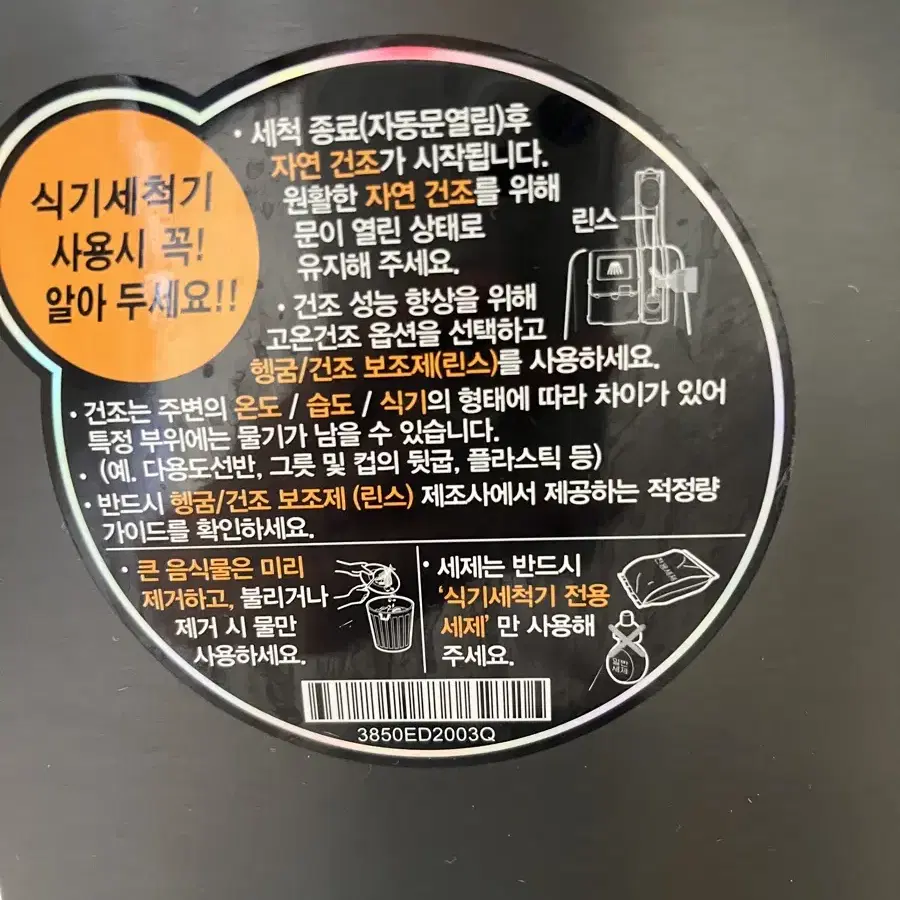 식기세척기
사용시 꼭!
알아 두세요!!
· 세척 종료(자동문열림)후
자연 건조가 시작됩니다.
원활한 자연 건조를 위해
문이 열린 상태로
유지해 주세요.
린스
· 건조 성능 향상을 위해
고온건조 옵션을 선택하고
헹굼/건조 보조제(린스)를 사용하세요.
· 건조는 주변의 온도 / 습도 / 식기의 형태에 따라 차이가 있어
특정 부위에는 물기가 남을 수 있습니다.
· (예. 다용도선반, 그릇 및 컵의 뒷굽, 플라스틱 등)
· 반드시 헹굼/건조 보조제 (린스) 제조사에서 제공하는 적정량
가이드를 확인하세요.
· 큰 음식물은 미리
제거하고, 불리거나
제거 시 물만
사용하세요.
· 세제는 반드시
'식기세척기 전용
세제' 만 사용해
주세요.
전용세제
일반
세제
3850ED2003Q